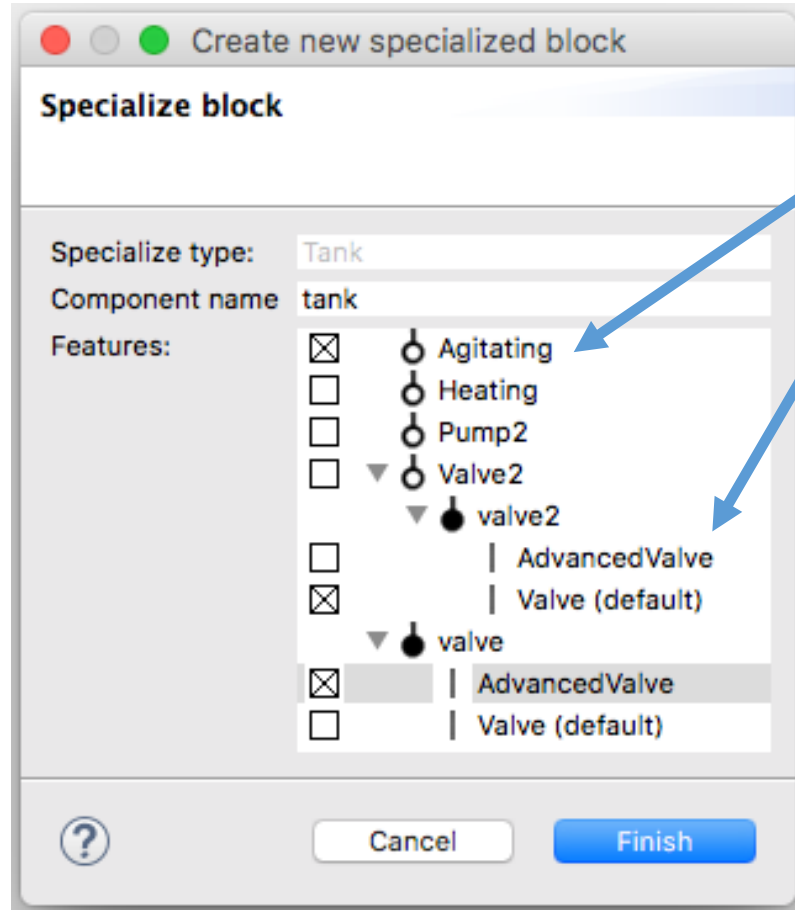 Create new specialized block
Specialize block
Specialize type: Tank
Component name tank
Features: Agitating
Heating
Pump2
Valve2
valve2
AdvancedValve
Valve (default)
valve
AdvancedValve
Valve (default)
? Cancel Finish